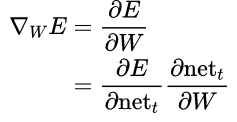 ∇_W E = ∂E/∂W
= ∂E/∂net_t ∂net_t/∂W